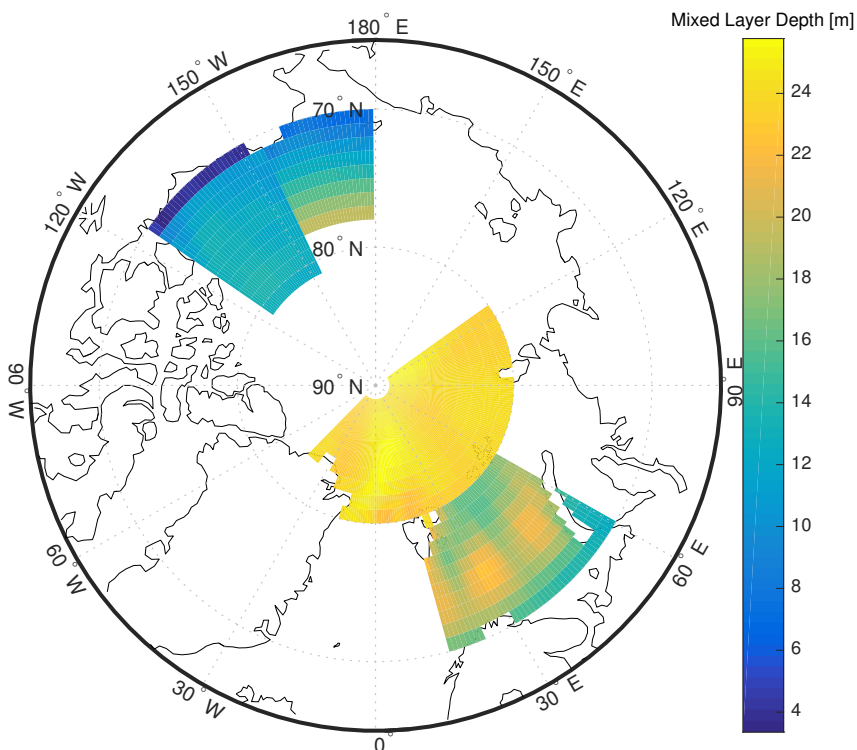 Mixed Layer Depth [m]
180° E
150° W
150° E
70° N
120° W
120° E
80° N
90° W
90° N
90° E
60° W
60° E
30° W
30° E
0°
24
22
20
18
16
14
12
10
8
6
4